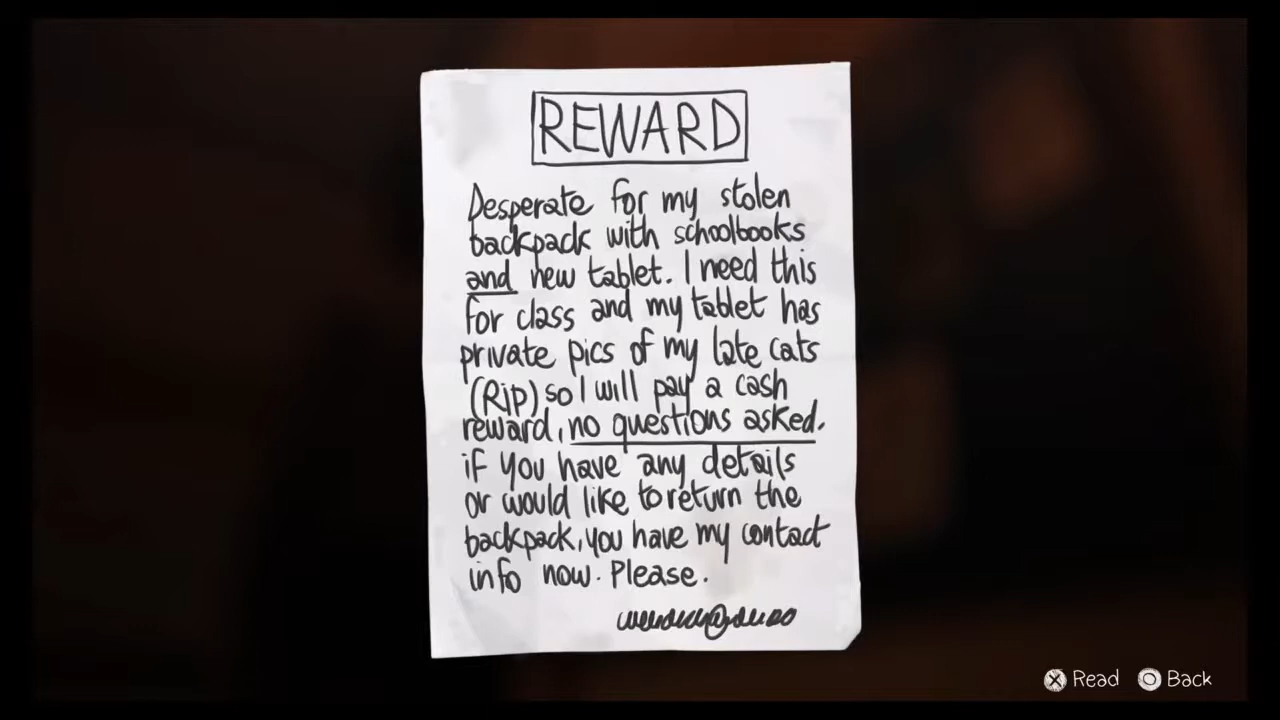 REWARD
Desperate for my stolen
backpack with schoolbooks
and new tablet. I need this
for class and my tablet has
private pics of my late cats
(RIP) so I will pay a cash
reward, no questions asked.
if you have any details
or would like to return the
backpack, you have my contact
info now. Please.
Read Back